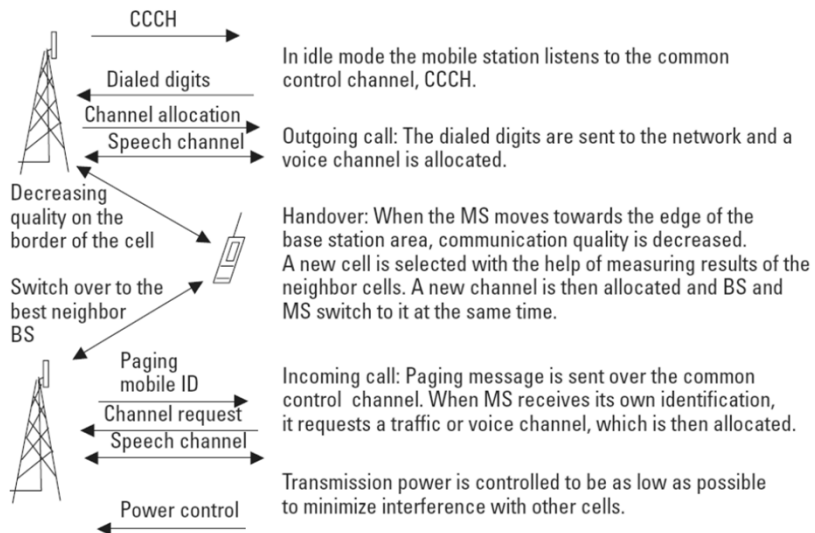 CCCH
In idle mode the mobile station listens to the common
control channel, CCCH.
Dialed digits
Channel allocation
Speech channel
Outgoing call: The dialed digits are sent to the network and a
voice channel is allocated.
Decreasing
quality on the
border of the cell
Handover: When the MS moves towards the edge of the
base station area, communication quality is decreased.
A new cell is selected with the help of measuring results of the
neighbor cells. A new channel is then allocated and BS and
MS switch to it at the same time.
Switch over to the
best neighbor
BS
Paging
mobile ID
Channel request
Speech channel
Incoming call: Paging message is sent over the common
control channel. When MS receives its own identification,
it requests a traffic or voice channel, which is then allocated.
Transmission power is controlled to be as low as possible
to minimize interference with other cells.
Power control